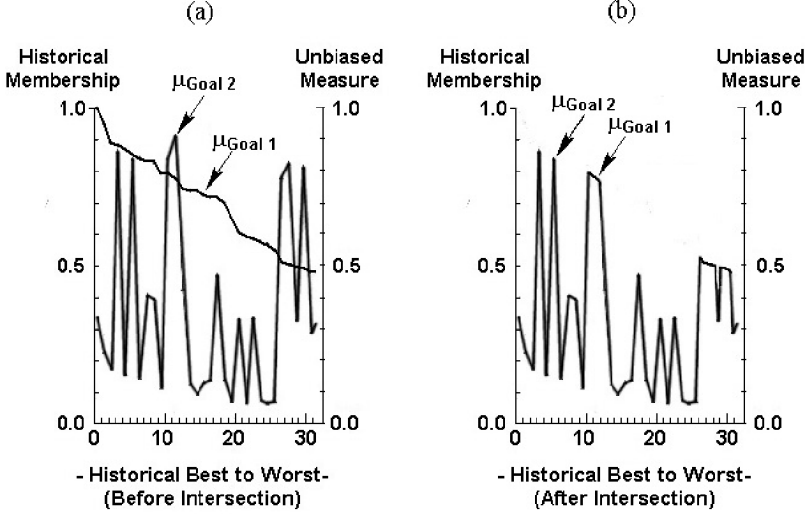 (a)
Historical Membership
Unbiased Measure
μGoal 2
μGoal 1
1.0
0.5
0.0
1.0
0.5
0.0
0 10 20 30
- Historical Best to Worst-
(Before Intersection)
(b)
Historical Membership
Unbiased Measure
μGoal 2
μGoal 1
1.0
0.5
0.0
1.0
0.5
0.0
0 10 20 30
- Historical Best to Worst-
(After Intersection)